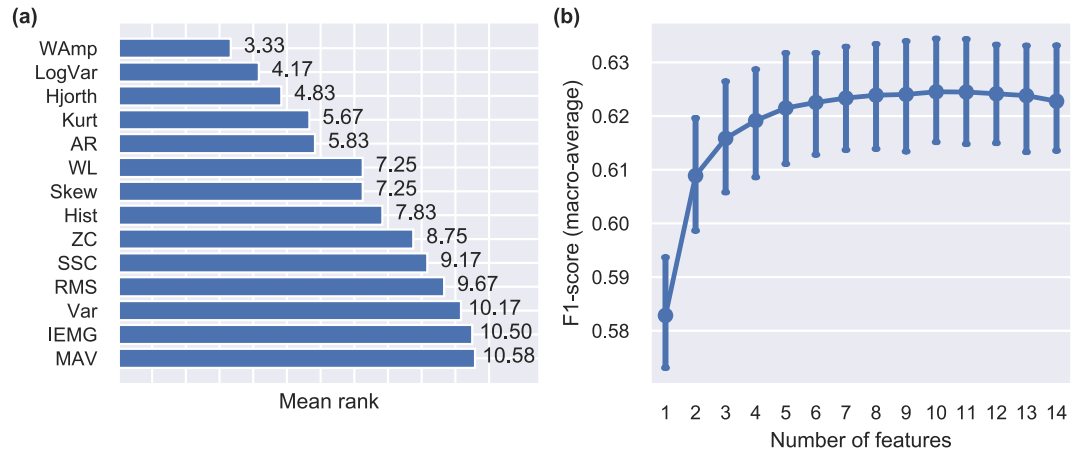 (a)
WAmp 3.33
LogVar 4.17
Hjorth 4.83
Kurt 5.67
AR 5.83
WL 7.25
Skew 7.25
Hist 7.83
ZC 8.75
SSC 9.17
RMS 9.67
Var 10.17
IEMG 10.50
MAV 10.58
Mean rank
(b)
F1-score (macro-average)
0.63
0.62
0.61
0.60
0.59
0.58
1 2 3 4 5 6 7 8 9 10 11 12 13 14
Number of features